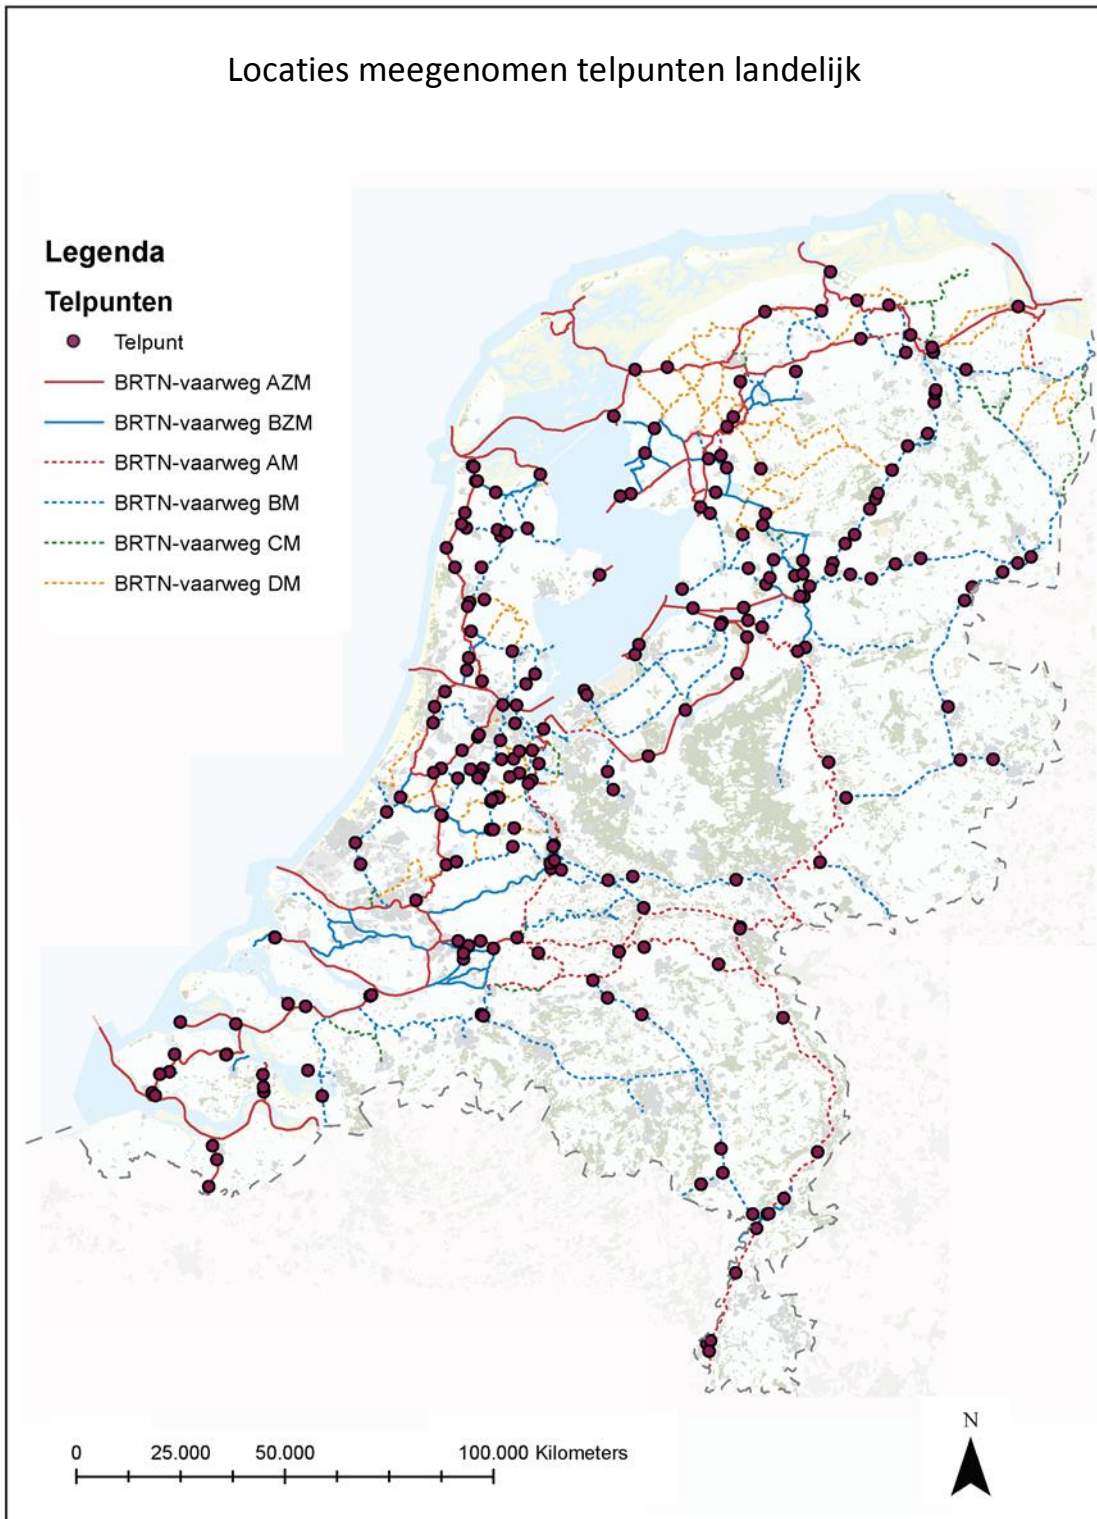 Locaties meegenomen telpunten landelijk
Legenda
Telpunten
Telpunt
BRTN-vaarweg AZM
BRTN-vaarweg BZM
BRTN-vaarweg AM
BRTN-vaarweg BM
BRTN-vaarweg CM
BRTN-vaarweg DM
0 25.000 50.000 100.000 Kilometers
N